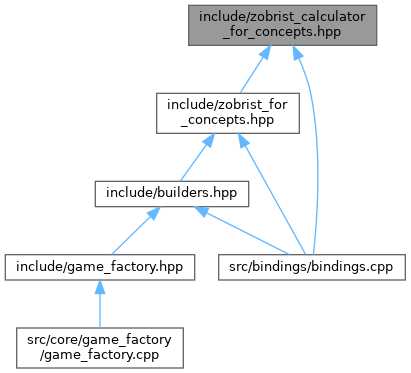 include/zobrist_calculator
_for_concepts.hpp
include/zobrist_for
_concepts.hpp
include/builders.hpp
include/game_factory.hpp
src/bindings/bindings.cpp
src/core/game_factory
/game_factory.cpp